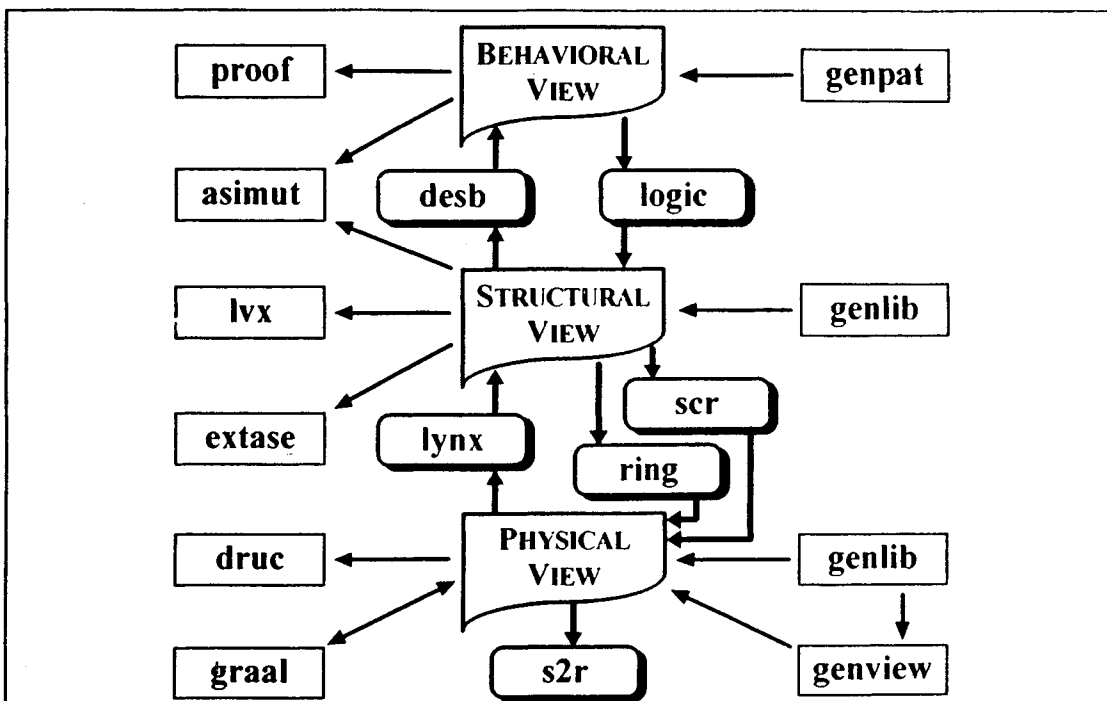 proof
BEHAVIORAL
VIEW
genpat
asimut
desb
logic
lvx
STRUCTURAL
VIEW
genlib
scr
extase
lynx
ring
druc
PHYSICAL
VIEW
genlib
graal
s2r
genview